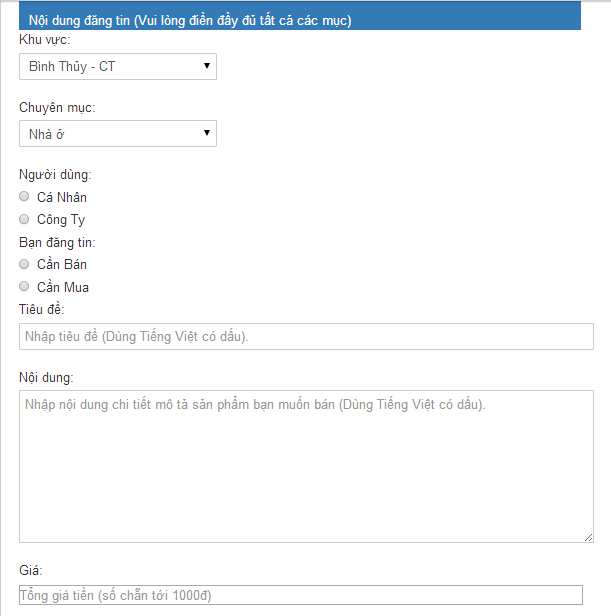 Nội dung đăng tin (Vui lòng điền đầy đủ tất cả các mục)
Khu vực:
Bình Thủy - CT
Chuyên mục:
Nhà ở
Người dùng:
Cá Nhân
Công Ty
Bạn đăng tin:
Cần Bán
Cần Mua
Tiêu đề:
Nhập tiêu đề (Dùng Tiếng Việt có dấu).
Nội dung:
Nhập nội dung chi tiết mô tả sản phẩm bạn muốn bán (Dùng Tiếng Việt có dấu).
Giá:
Tổng giá tiền (số chẵn tới 1000đ)